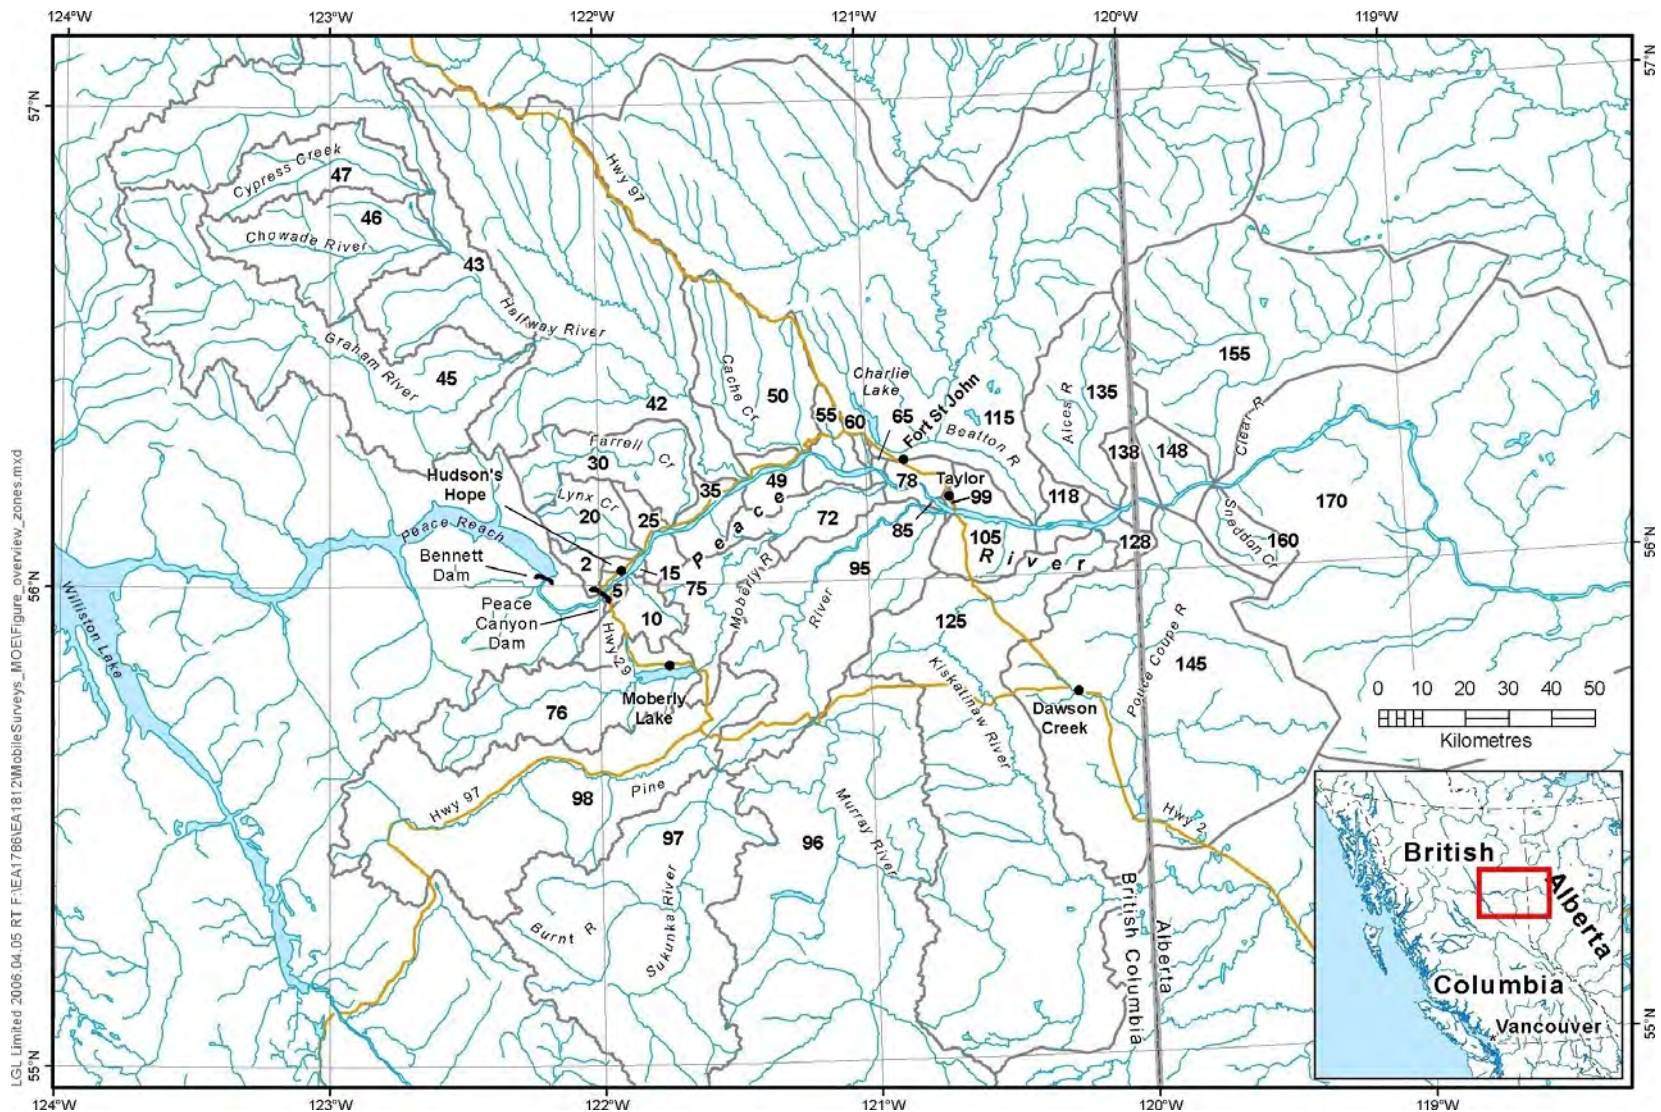 124°W 123°W 122°W 121°W 120°W 119°W
57°N
57°N
Cypress Creek
47
46
Chowade River
43
Hwy 97
Halfway River
Graham River
45
42
Cache Cr
50
Charlie
Lake
55
60
65
Fort St John
115
Beatton R
Alces R
135
155
Clear R
138
148
Farrell Cr
30
Hudson's
Hope
Lynx Cr
20
25
35
49
78
Taylor
99
118
170
Peace Reach
72
85
105
Peace River
128
Sneddon Cr
160
Bennett
Dam
2
5
15
75
Moberly R
95
River
56°N
56°N
Williston Lake
Peace
Canyon
Dam
10
Hwy 29
125
Kiskatinaw River
Pouce Coupe R
145
Moberly
Lake
76
Dawson
Creek
0 10 20 30 40 50
Kilometres
Hwy 97
98
Pine
97
96
Murray River
Hwy 2
Burnt R
Sukunka River
British Columbia
Alberta
British
Columbia
Alberta
Vancouver
*
55°N
55°N
124°W 123°W 122°W 121°W 120°W 119°W
LGL Limited 2006.04.05 RT F:\EA1786\EA1812\MobileSurveys_MOE\Figure_overview_zones.mxd